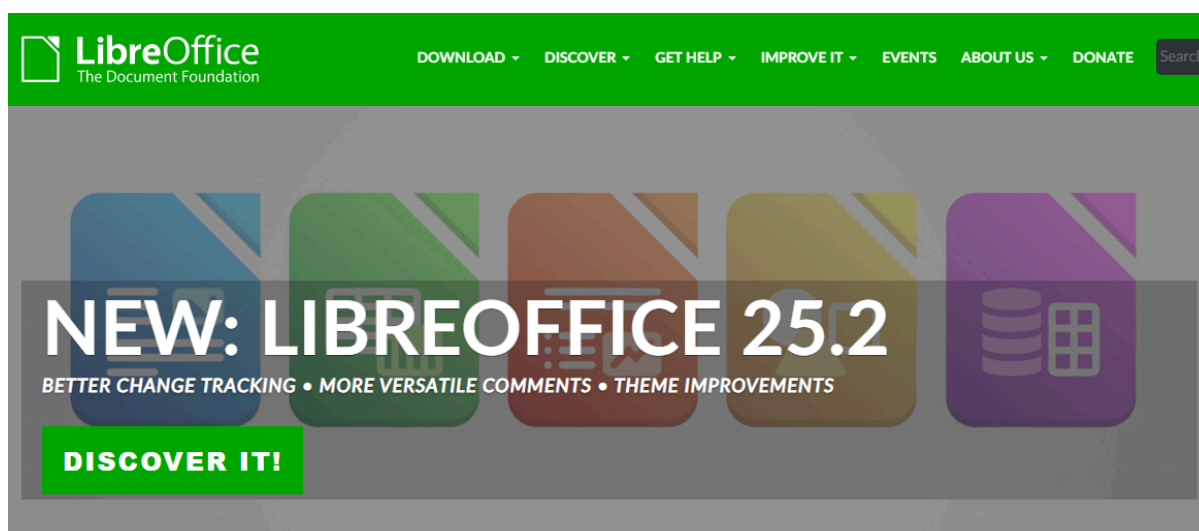 LibreOffice
The Document Foundation
DOWNLOAD DISCOVER GET HELP IMPROVE IT EVENTS ABOUT US DONATE Search
NEW: LIBREOFFICE 25.2
BETTER CHANGE TRACKING • MORE VERSATILE COMMENTS • THEME IMPROVEMENTS
DISCOVER IT!